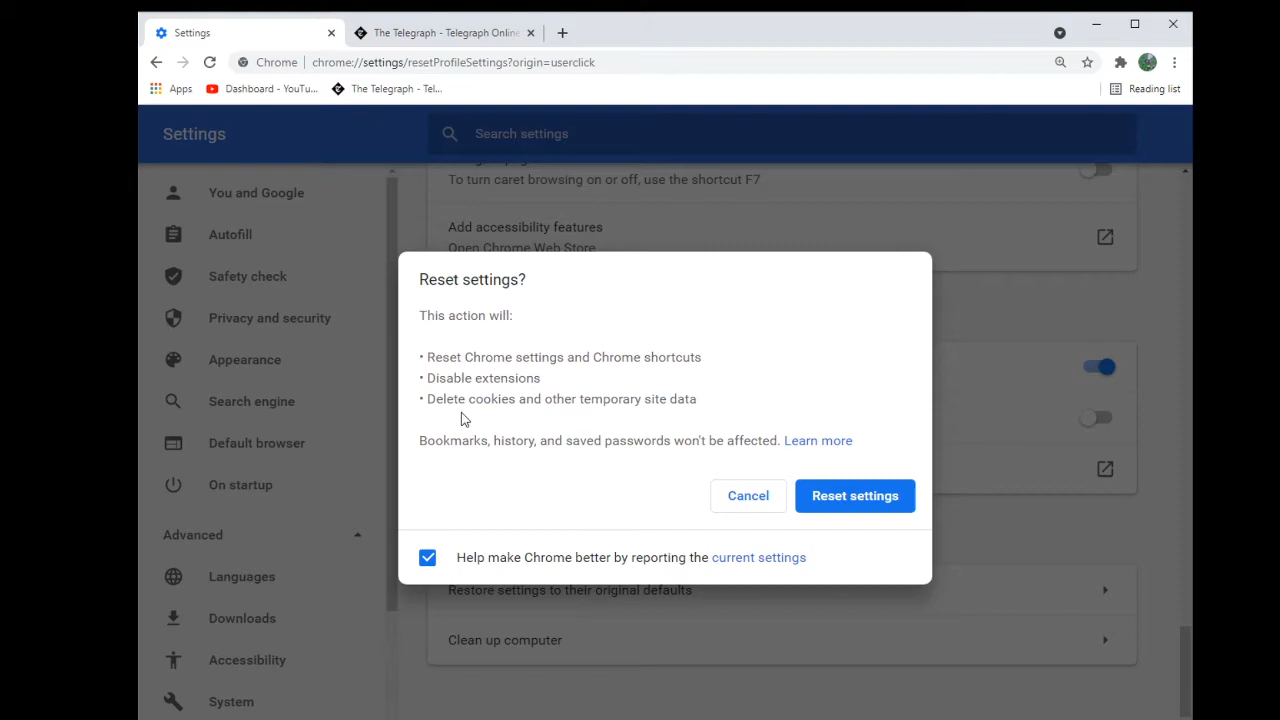 Settings
The Telegraph - Telegraph Online
Chrome
chrome://settings/resetProfileSettings?origin=userclick
Apps
Dashboard - YouTu...
The Telegraph - Tel...
Reading list
Settings
Search settings
You and Google
Autofill
Safety check
Privacy and security
Appearance
Search engine
Default browser
On startup
Advanced
Languages
Downloads
Accessibility
System
To turn caret browsing on or off, use the shortcut F7
Add accessibility features
Open Chrome Web Store
Reset settings?
This action will:
• Reset Chrome settings and Chrome shortcuts
• Disable extensions
• Delete cookies and other temporary site data
Bookmarks, history, and saved passwords won't be affected. Learn more
Cancel
Reset settings
Help make Chrome better by reporting the current settings
Restore settings to their original defaults
Clean up computer